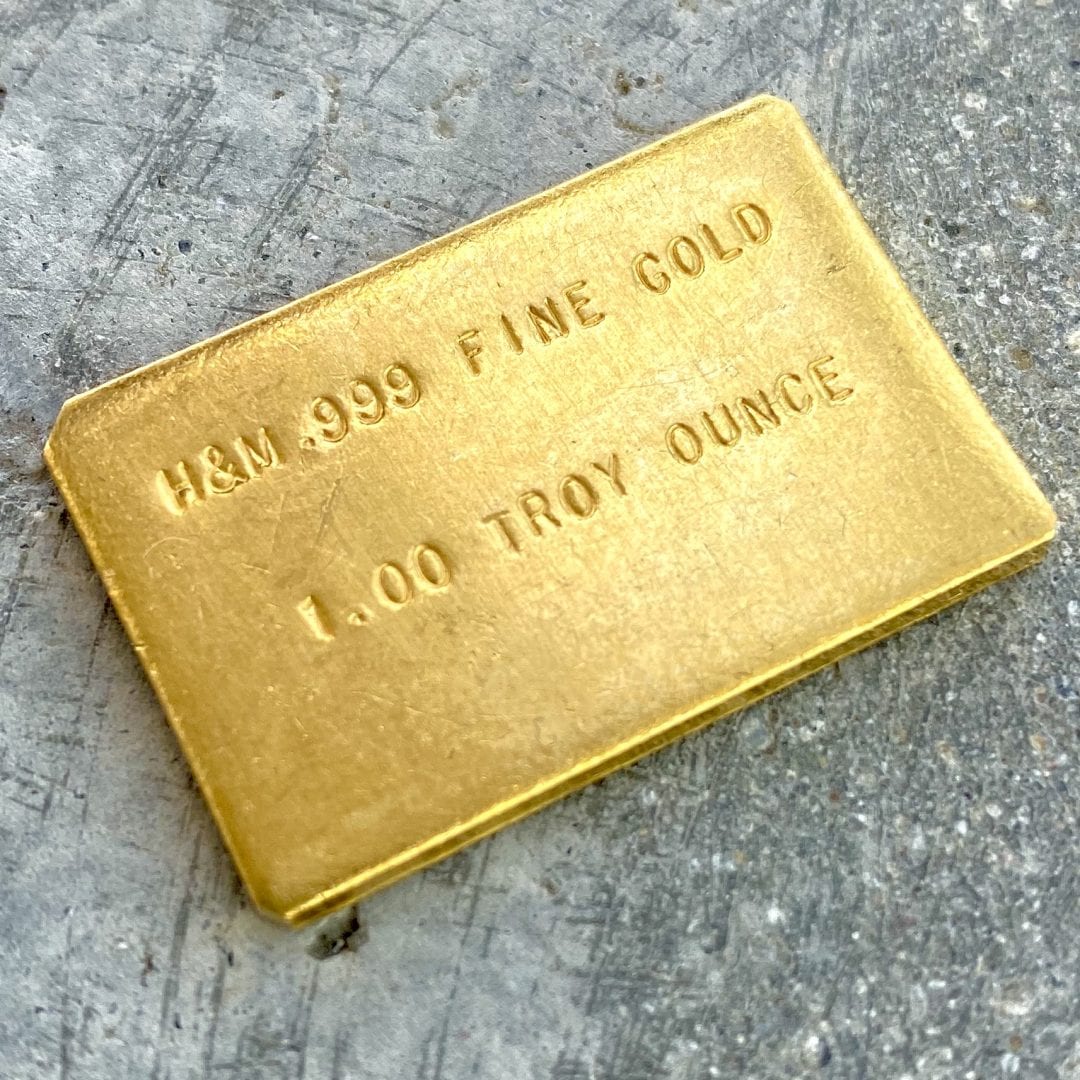 H&M .999 FINE GOLD
1.00 TROY OUNCE